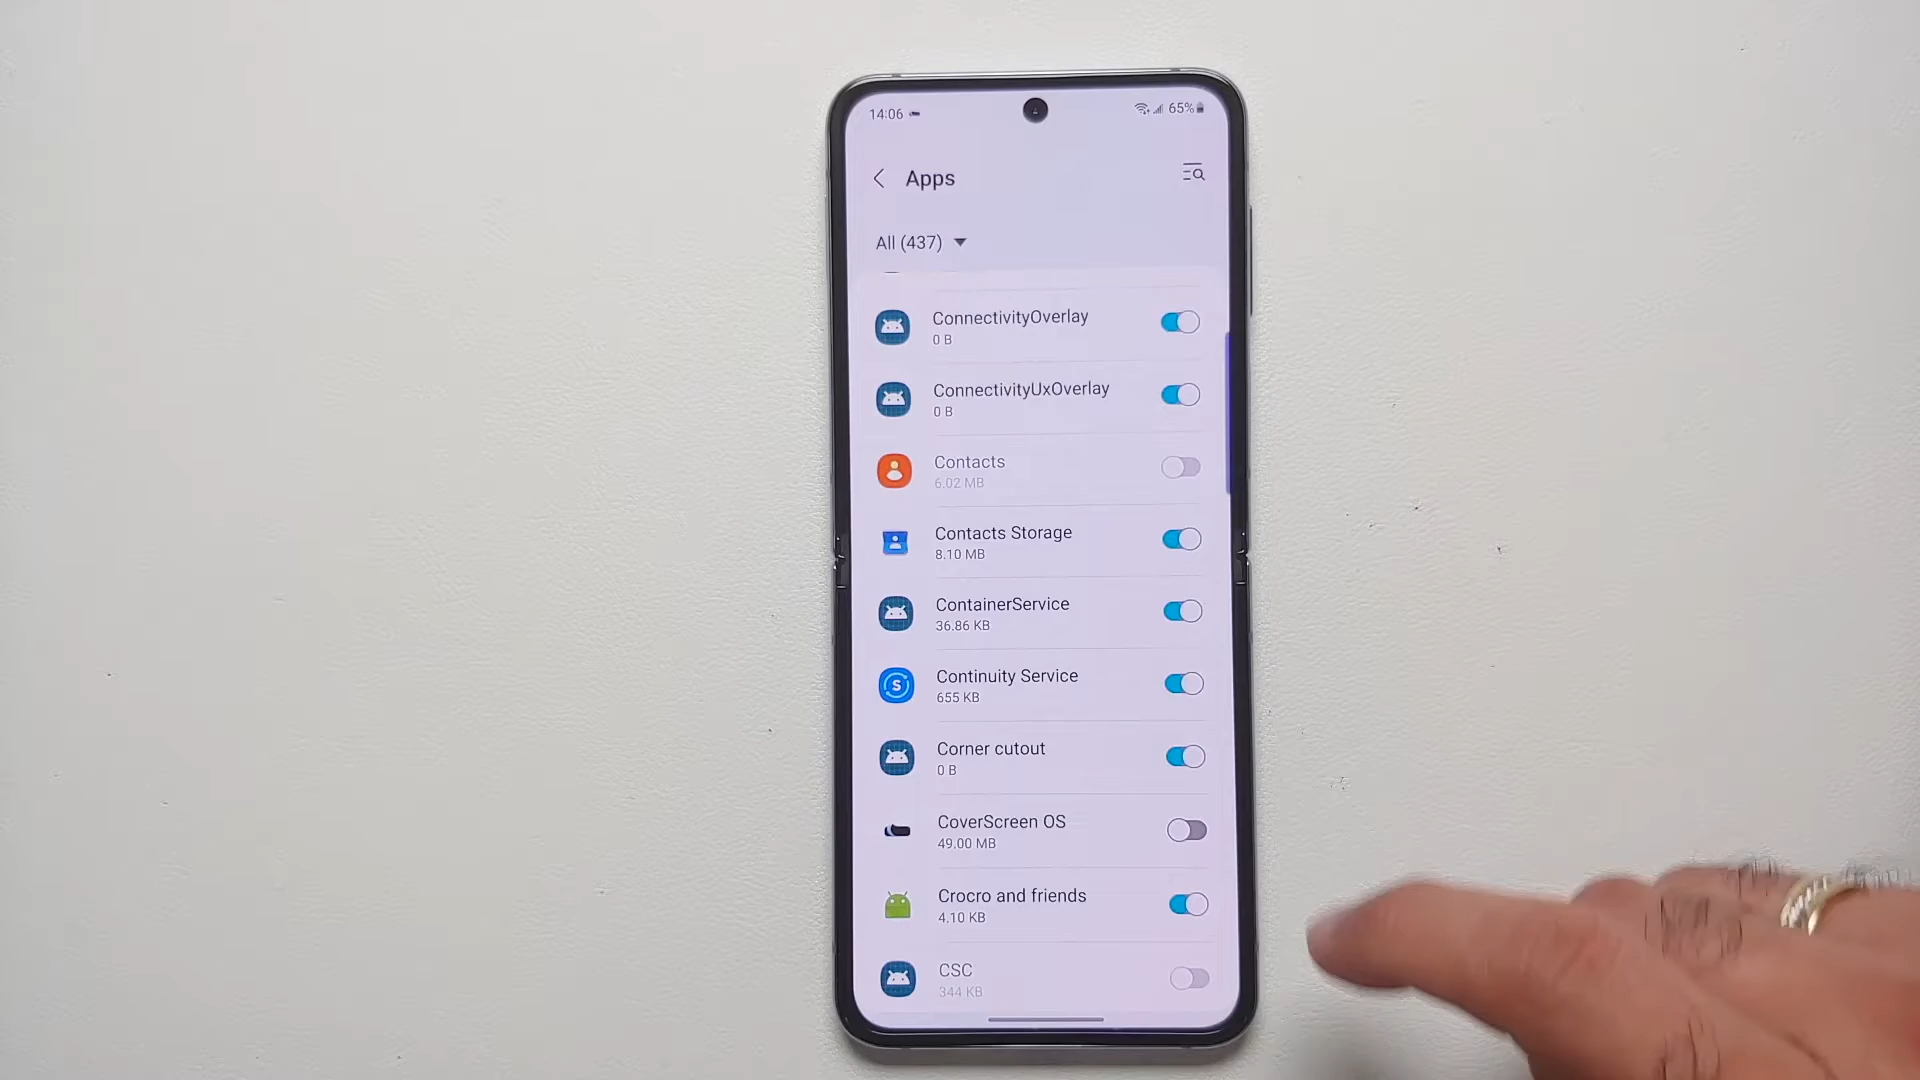 14:06
65%
Apps
All (437)
ConnectivityOverlay
0 B
ConnectivityUxOverlay
0 B
Contacts
6.02 MB
Contacts Storage
8.10 MB
ContainerService
36.86 KB
S
Continuity Service
655 KB
Corner cutout
0 B
CoverScreen OS
49.00 MB
Crocro and friends
4.10 KB
CSC
344 KB